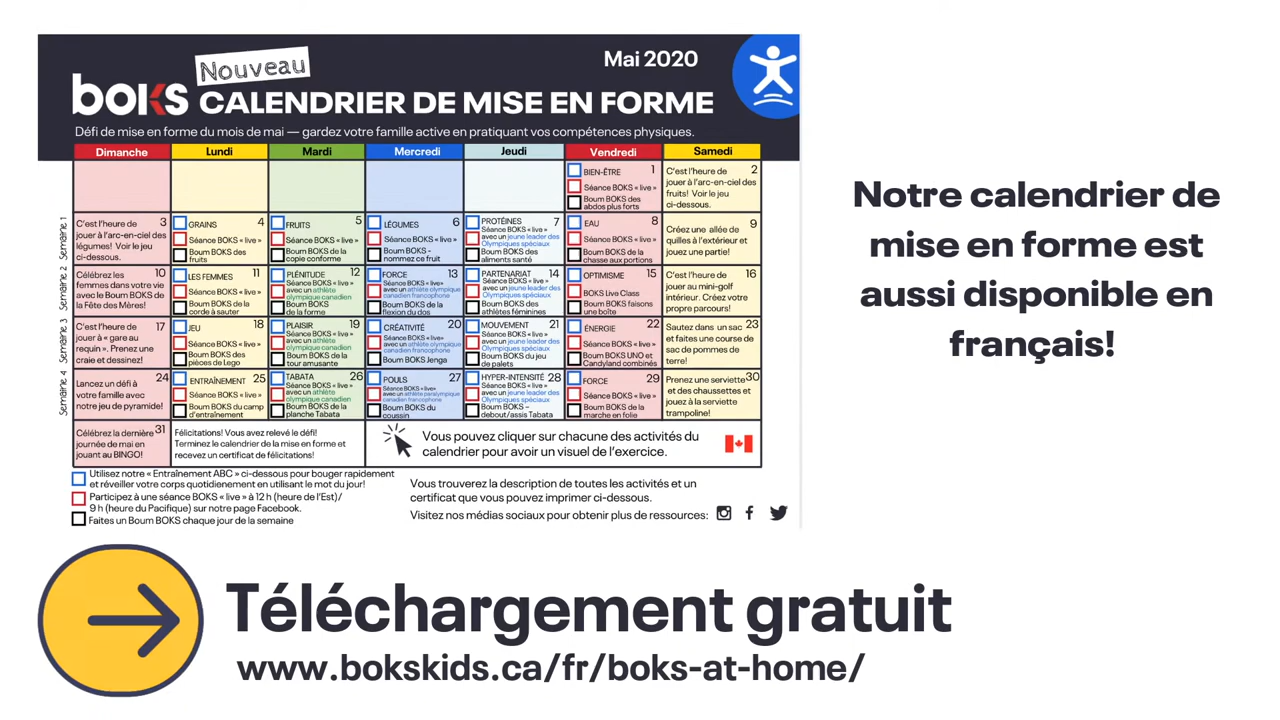 Nouveau
Mai 2020
boks CALENDRIER DE MISE EN FORME
Défi de mise en forme du mois de mai — gardez votre famille active en pratiquant vos compétences physiques.
Dimanche Lundi Mardi Mercredi Jeudi Vendredi Samedi
BIEN-ÊTRE 1
Séance BOKS « live »
Boum BOKS des
abdos plus forts
C'est l'heure de 2
jouer à l'arc-en-ciel des
fruits! Voir le jeu
ci-dessous.
Semaine 1
C'est l'heure de 3
jouer à l'arc-en-ciel des
légumes! Voir le jeu
ci-dessous.
GRAINS 4
Séance BOKS « live »
Boum BOKS des
fruits
FRUITS 5
Séance BOKS « live »
Boum BOKS de la
copie conforme
LÉGUMES 6
Séance BOKS « live »
Boum BOKS -
nommez ce fruit
PROTÉINES 7
Séance BOKS « live »
avec un jeune leader des
Olympiques spéciaux
Boum BOKS des
aliments santé
EAU 8
Séance BOKS « live »
Boum BOKS de la
chasse aux portions
Créez une allée de 9
quilles à l'extérieur et
jouez une partie!
Semaine 2
Célébrez les 10
femmes dans votre vie
avec le Boum BOKS de
la Fête des Mères!
LES FEMMES 11
Séance BOKS « live »
Boum BOKS de la
corde à sauter
PLÉNITUDE 12
Séance BOKS « live »
avec un athlète
olympique canadien
Boum BOKS
de la forme
FORCE 13
Séance BOKS « live »
avec un athlète olympique
canadien francophone
Boum BOKS de la
flexion du dos
PARTENARIAT 14
Séance BOKS « live »
avec un jeune leader des
Olympiques spéciaux
Boum BOKS des
athlètes féminines
OPTIMISME 15
BOKS Live Class
Boum BOKS faisons
une boîte
C'est l'heure de 16
jouer au mini-golf
intérieur. Créez votre
propre parcours!
Semaine 3
C'est l'heure de 17
jouer à « gare au
requin ». Prenez une
craie et dessinez!
JEU 18
Séance BOKS « live »
Boum BOKS des
pièces de Lego
PLAISIR 19
Séance BOKS « live »
avec un athlète
olympique canadien
Boum BOKS de la
tour amusante
CRÉATIVITÉ 20
Séance BOKS «live»
avec un athlète olympique
canadien francophone
Boum BOKS Jenga
MOUVEMENT 21
Séance BOKS « live »
avec un jeune leader des
Olympiques spéciaux
Boum BOKS du jeu
de palets
ÉNERGIE 22
Séance BOKS « live »
Boum BOKS UNO et
Candyland combinés
Sautez dans un sac 23
et faites une course de
sac de pommes de
terre!
Semaine 4
Lancez un défi à 24
votre famille avec
notre jeu de pyramide!
ENTRAÎNEMENT 25
Séance BOKS « live »
Boum BOKS du camp
d'entraînement
TABATA 26
Séance BOKS « live »
avec un athlète
olympique canadien
Boum BOKS de la
planche Tabata
POULS 27
Séance BOKS «live»
avec un athlète paralympique
canadien francophone
Boum BOKS du
coussin
HYPER-INTENSITÉ 28
Séance BOKS « live »
avec un jeune leader des
Olympiques spéciaux
Boum BOKS –
debout/assis Tabata
FORCE 29
Séance BOKS « live »
Boum BOKS de la
marche en folie
Prenez une serviette 30
et des chaussettes et
jouez à la serviette
trampoline!
Célébrez la dernière 31
journée de mai en
jouant au BINGO!
Félicitations! Vous avez relevé le défi!
Terminez le calendrier de la mise en forme et
recevez un certificat de félicitations!
Vous pouvez cliquer sur chacune des activités du
calendrier pour avoir un visuel de l'exercice.
Utilisez notre « Entraînement ABC » ci-dessous pour bouger rapidement
et réveiller votre corps quotidiennement en utilisant le mot du jour!
Participez à une séance BOKS « live » à 12 h (heure de l'Est)/
9 h (heure du Pacifique) sur notre page Facebook.
Faites un Boum BOKS chaque jour de la semaine
Vous trouverez la description de toutes les activités et un
certificat que vous pouvez imprimer ci-dessous.
Visitez nos médias sociaux pour obtenir plus de ressources:
Notre calendrier de
mise en forme est
aussi disponible en
français!
Téléchargement gratuit
www.bokskids.ca/fr/boks-at-home/